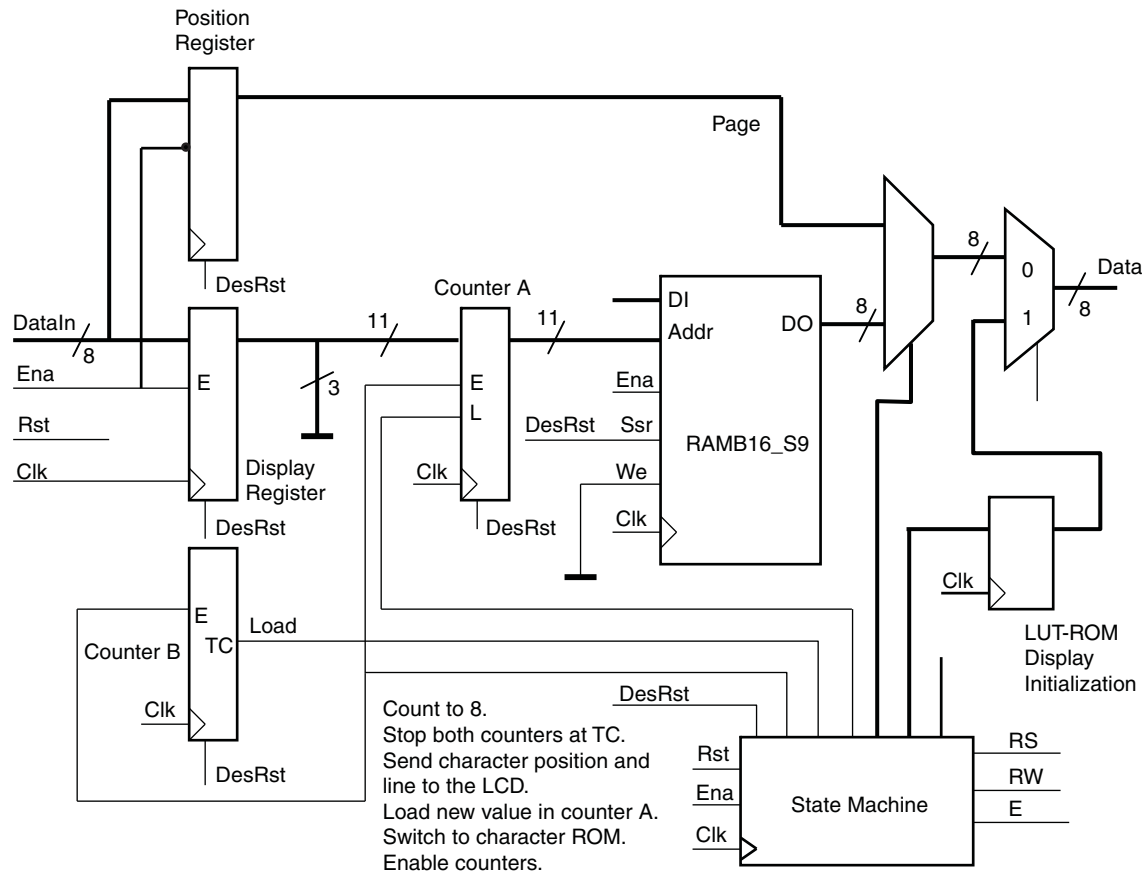 Position
Register
Page
DesRst
Counter A
DataIn
8
Ena
Rst
Clk
E
Display
Register
DesRst
3
11
11
E
L
Clk
DesRst
DI
Addr
DO
Ena
DesRst Ssr
We
Clk
RAMB16_S9
8
8
0
1
Data
8
Clk
LUT-ROM
Display
Initialization
Counter B
E
TC
Load
Clk
DesRst
Count to 8.
Stop both counters at TC.
Send character position and
line to the LCD.
Load new value in counter A.
Switch to character ROM.
Enable counters.
DesRst
Rst
Ena
Clk
State Machine
RS
RW
E